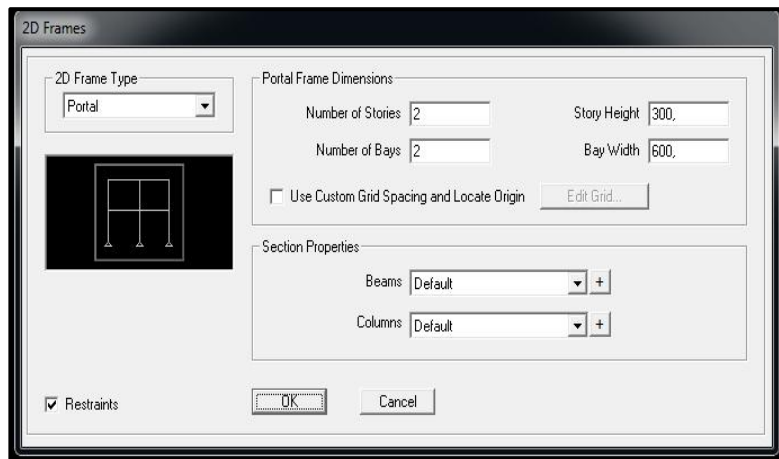 2D Frames
2D Frame Type
Portal
Portal Frame Dimensions
Number of Stories 2
Story Height 300,
Number of Bays 2
Bay Width 600,
Use Custom Grid Spacing and Locate Origin
Edit Grid...
Section Properties
Beams Default +
Columns Default +
Restraints
OK
Cancel